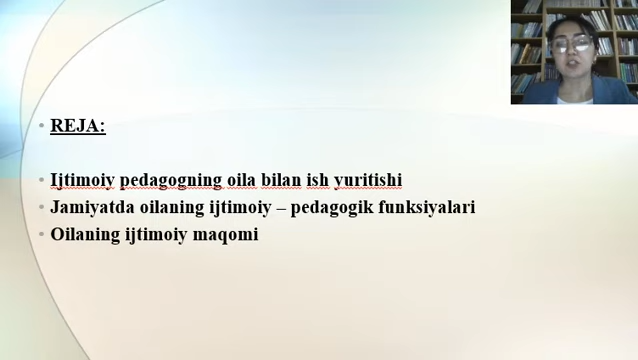 REJA:
Ijtimoiy pedagogning oila bilan ish yuritishi
Jamiyatda oilaning ijtimoiy – pedagogik funksiyalari
Oilaning ijtimoiy maqomi